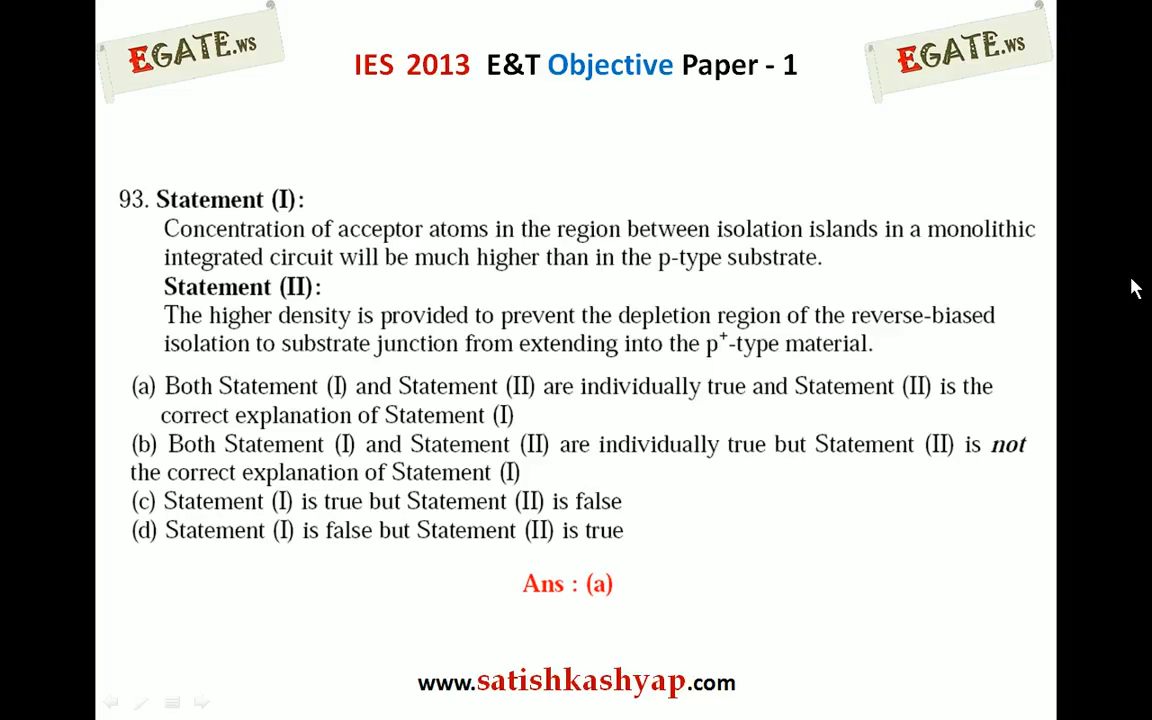 EGATE.ws
IES 2013 E&T Objective Paper - 1
EGATE.ws
93. Statement (I):
Concentration of acceptor atoms in the region between isolation islands in a monolithic
integrated circuit will be much higher than in the p-type substrate.
Statement (II):
The higher density is provided to prevent the depletion region of the reverse-biased
isolation to substrate junction from extending into the p⁺-type material.
(a) Both Statement (I) and Statement (II) are individually true and Statement (II) is the
correct explanation of Statement (I)
(b) Both Statement (I) and Statement (II) are individually true but Statement (II) is not
the correct explanation of Statement (I)
(c) Statement (I) is true but Statement (II) is false
(d) Statement (I) is false but Statement (II) is true
Ans : (a)
www.satishkashyap.com